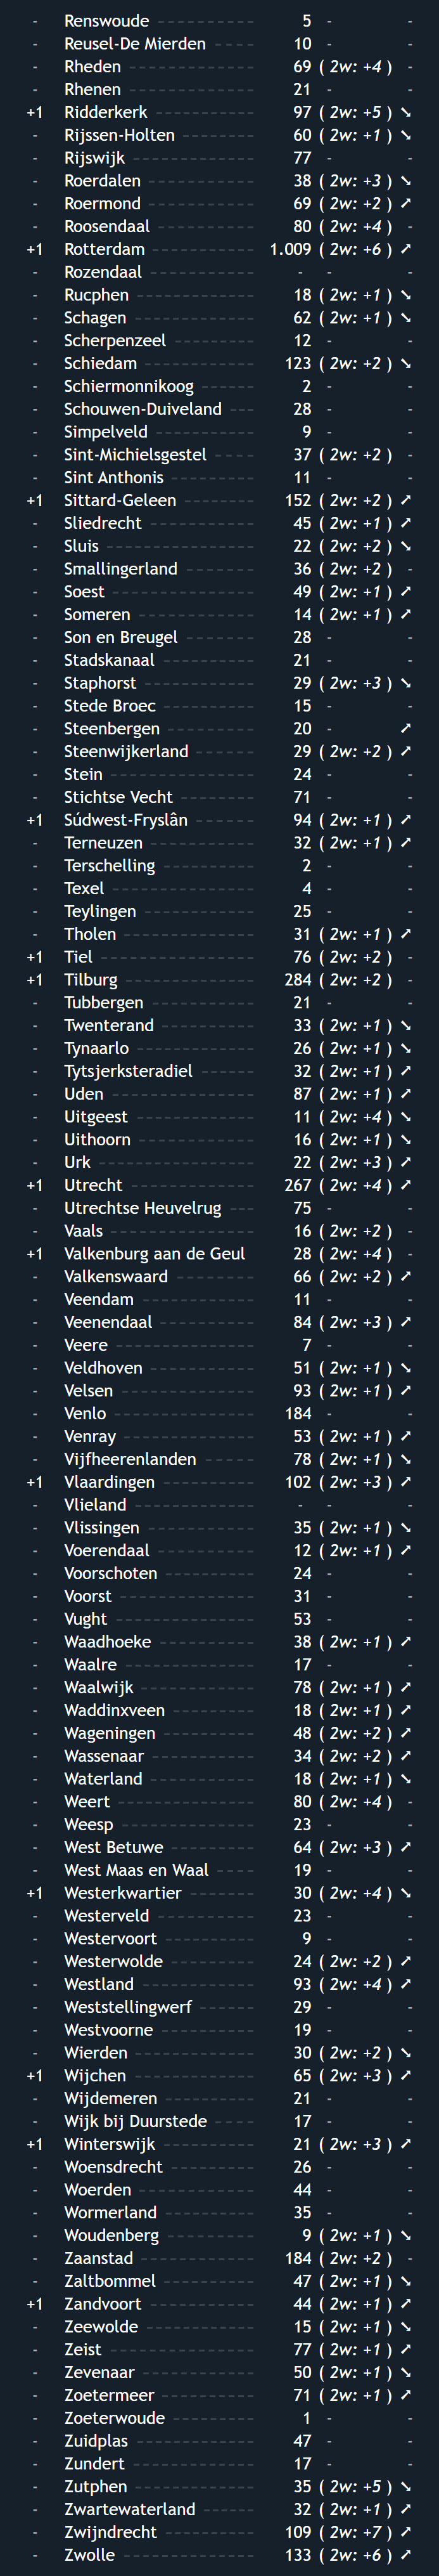 - Renswoude ----------- 5 - -
- Reusel-De Mierden ----- 10 - -
- Rheden -------------- 69 ( 2w: +4 ) -
- Rhenen -------------- 21 - -
+1 Ridderkerk ----------- 97 ( 2w: +5 ) ↘
- Rijssen-Holten --------- 60 ( 2w: +1 ) ↘
- Rijswijk -------------- 77 - -
- Roerdalen ------------ 38 ( 2w: +3 ) ↘
- Roermond ------------ 69 ( 2w: +2 ) ↗
- Roosendaal ----------- 80 ( 2w: +4 ) -
+1 Rotterdam ------------ 1.009 ( 2w: +6 ) ↗
- Rozendaal ------------ - - -
- Rucphen ------------- 18 ( 2w: +1 ) ↘
- Schagen -------------- 62 ( 2w: +1 ) ↘
- Scherpenzeel --------- 12 - -
- Schiedam ------------- 123 ( 2w: +2 ) ↘
- Schiermonnikoog ------ 2 - -
- Schouwen-Duiveland --- 28 - -
- Simpelveld ----------- 9 - -
- Sint-Michielsgestel ----- 37 ( 2w: +2 ) -
- Sint Anthonis ---------- 11 - -
+1 Sittard-Geleen -------- 152 ( 2w: +2 ) ↗
- Sliedrecht ------------ 45 ( 2w: +1 ) ↗
- Sluis ----------------- 22 ( 2w: +2 ) ↘
- Smallingerland -------- 36 ( 2w: +2 ) -
- Soest ---------------- 49 ( 2w: +1 ) ↗
- Someren ------------- 14 ( 2w: +1 ) ↗
- Son en Breugel -------- 28 - -
- Stadskanaal ---------- 21 - -
- Staphorst ------------ 29 ( 2w: +3 ) ↘
- Stede Broec ---------- 15 - -
- Steenbergen ---------- 20 - ↗
- Steenwijkerland ------- 29 ( 2w: +2 ) ↗
- Stein ---------------- 24 - -
- Stichtse Vecht -------- 71 - -
+1 Súdwest-Fryslân ------- 94 ( 2w: +1 ) ↗
- Terneuzen ------------ 32 ( 2w: +1 ) ↗
- Terschelling ---------- 2 - -
- Texel ---------------- 4 - -
- Teylingen ------------ 25 - -
- Tholen -------------- 31 ( 2w: +1 ) ↗
+1 Tiel ----------------- 76 ( 2w: +2 ) -
+1 Tilburg -------------- 284 ( 2w: +2 ) -
- Tubbergen ----------- 21 - -
- Twenterand ---------- 33 ( 2w: +1 ) ↘
- Tynaarlo ------------- 26 ( 2w: +1 ) ↘
- Tytsjerksteradiel ------ 32 ( 2w: +1 ) ↗
- Uden ---------------- 87 ( 2w: +1 ) ↗
- Uitgeest ------------- 11 ( 2w: +4 ) ↘
- Uithoorn ------------- 16 ( 2w: +1 ) ↘
- Urk ----------------- 22 ( 2w: +3 ) ↗
+1 Utrecht -------------- 267 ( 2w: +4 ) ↗
- Utrechtse Heuvelrug --- 75 - -
- Vaals ---------------- 16 ( 2w: +2 ) -
+1 Valkenburg aan de Geul 28 ( 2w: +4 ) -
- Valkenswaard --------- 66 ( 2w: +2 ) ↗
- Veendam ------------- 11 - -
- Veenendaal ----------- 84 ( 2w: +3 ) ↗
- Veere --------------- 7 - -
- Veldhoven ------------ 51 ( 2w: +1 ) ↘
- Velsen --------------- 93 ( 2w: +1 ) ↗
- Venlo ---------------- 184 - -
- Venray --------------- 53 ( 2w: +1 ) ↗
- Vijfheerenlanden ------ 78 ( 2w: +1 ) ↘
+1 Vlaardingen ----------- 102 ( 2w: +3 ) ↗
- Vlieland -------------- - - -
- Vlissingen ------------ 35 ( 2w: +1 ) ↘
- Voerendaal ----------- 12 ( 2w: +1 ) ↗
- Voorschoten ---------- 24 - -
- Voorst --------------- 31 - -
- Vught --------------- 53 - -
- Waadhoeke ----------- 38 ( 2w: +1 ) ↗
- Waalre --------------- 17 - -
- Waalwijk ------------- 78 ( 2w: +1 ) ↗
- Waddinxveen --------- 18 ( 2w: +1 ) ↗
- Wageningen ---------- 48 ( 2w: +2 ) ↗
- Wassenaar ----------- 34 ( 2w: +2 ) ↗
- Waterland ------------ 18 ( 2w: +1 ) ↘
- Weert --------------- 80 ( 2w: +4 ) -
- Weesp --------------- 23 - -
- West Betuwe ---------- 64 ( 2w: +3 ) ↗
- West Maas en Waal ---- 19 - -
+1 Westerkwartier -------- 30 ( 2w: +4 ) ↘
- Westerveld ----------- 23 - -
- Westervoort ---------- 9 - -
- Westerwolde ---------- 24 ( 2w: +2 ) ↗
- Westland ------------- 93 ( 2w: +4 ) ↗
- Weststellingwerf ------- 29 - -
- Westvoorne ----------- 19 - -
- Wierden ------------- 30 ( 2w: +2 ) ↘
+1 Wijchen -------------- 65 ( 2w: +3 ) ↗
- Wijdemeren ---------- 21 - -
- Wijk bij Duurstede ----- 17 - -
+1 Winterswijk ----------- 21 ( 2w: +3 ) ↗
- Woensdrecht ---------- 26 - -
- Woerden ------------- 44 - -
- Wormerland ---------- 35 - -
- Woudenberg ---------- 9 ( 2w: +1 ) ↘
- Zaanstad ------------- 184 ( 2w: +2 ) -
- Zaltbommel ---------- 47 ( 2w: +1 ) ↘
+1 Zandvoort ------------ 44 ( 2w: +1 ) ↗
- Zeewolde ------------ 15 ( 2w: +1 ) ↘
- Zeist ---------------- 77 ( 2w: +1 ) ↗
- Zevenaar ------------- 50 ( 2w: +1 ) ↘
- Zoetermeer ---------- 71 ( 2w: +1 ) ↗
- Zoeterwoude --------- 1 - -
- Zuidplas ------------- 47 - -
- Zundert -------------- 17 - -
- Zutphen -------------- 35 ( 2w: +5 ) ↘
- Zwartewaterland ------ 32 ( 2w: +1 ) ↗
- Zwijndrecht ---------- 109 ( 2w: +7 ) ↗
- Zwolle --------------- 133 ( 2w: +6 ) ↗